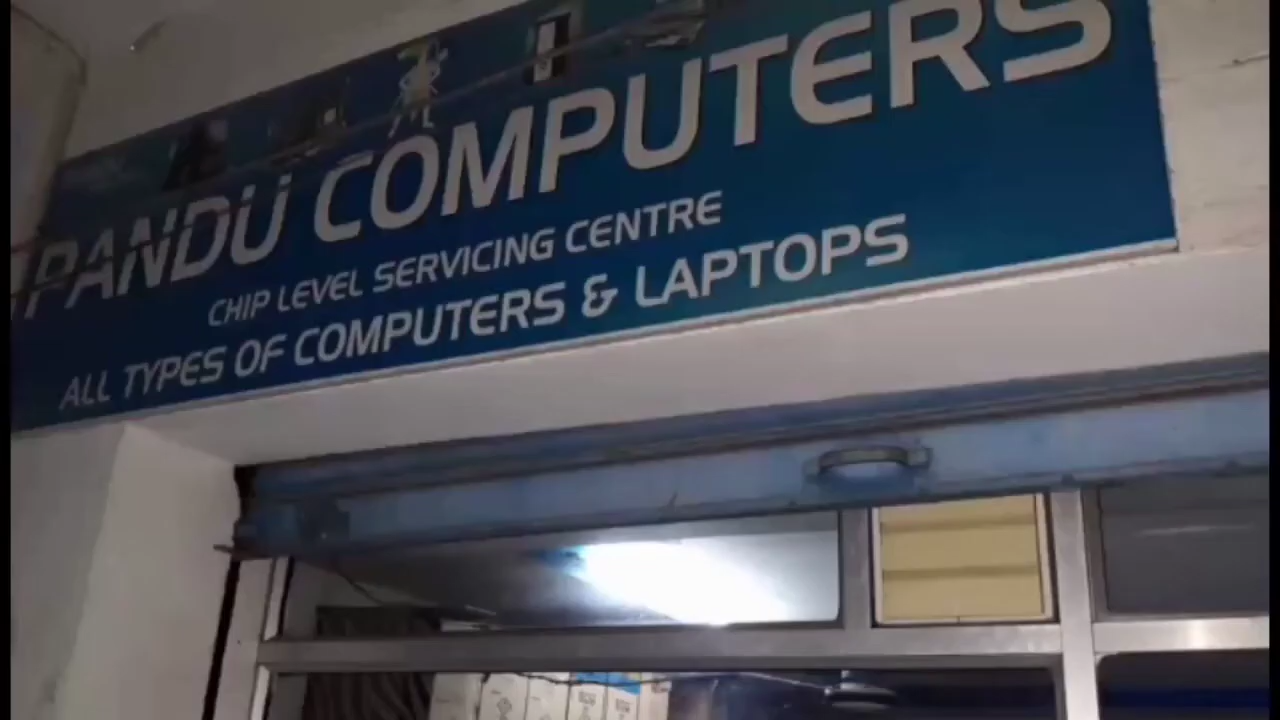 PANDU COMPUTERS
CHIP LEVEL SERVICING CENTRE
ALL TYPES OF COMPUTERS & LAPTOPS